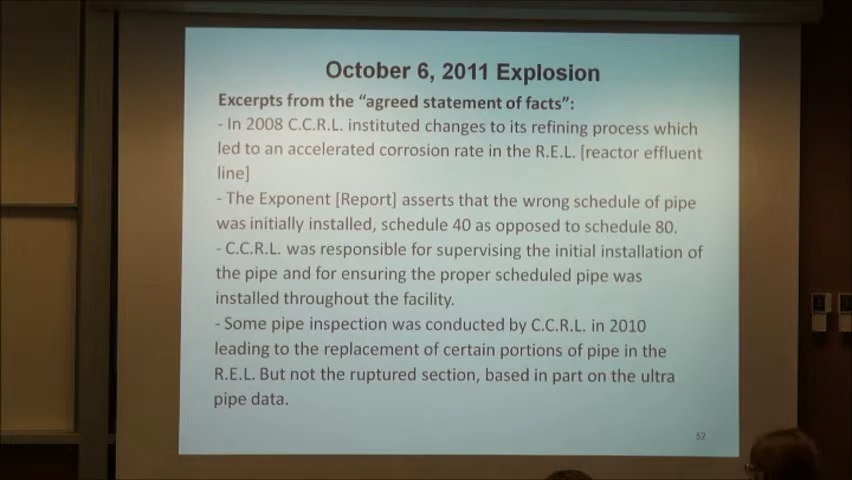 October 6, 2011 Explosion
Excerpts from the “agreed statement of facts”:
- In 2008 C.C.R.L. instituted changes to its refining process which
led to an accelerated corrosion rate in the R.E.L. [reactor effluent
line]
- The Exponent [Report] asserts that the wrong schedule of pipe
was initially installed, schedule 40 as opposed to schedule 80.
- C.C.R.L. was responsible for supervising the initial installation of
the pipe and for ensuring the proper scheduled pipe was
installed throughout the facility.
- Some pipe inspection was conducted by C.C.R.L. in 2010
leading to the replacement of certain portions of pipe in the
R.E.L. But not the ruptured section, based in part on the ultra
pipe data.
52